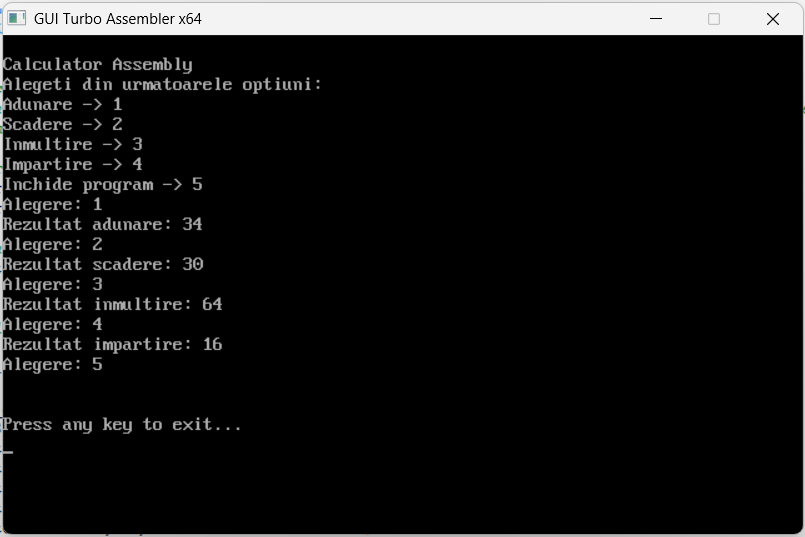 GUI Turbo Assembler x64
Calculator Assembly
Alegeti din urmatoarele optiuni:
Adunare -> 1
Scadere -> 2
Inmultire -> 3
Impartire -> 4
Inchide program -> 5
Alegere: 1
Rezultat adunare: 34
Alegere: 2
Rezultat scadere: 30
Alegere: 3
Rezultat inmultire: 64
Alegere: 4
Rezultat impartire: 16
Alegere: 5
Press any key to exit...